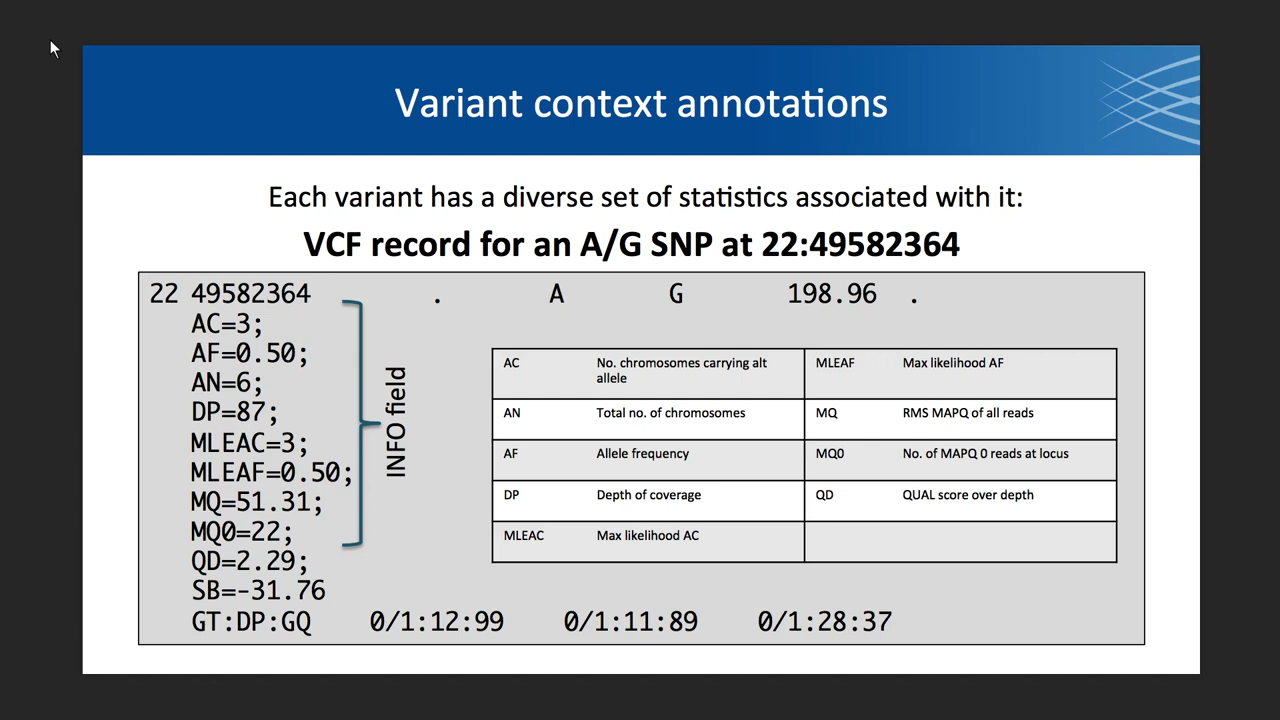 Variant context annotations
Each variant has a diverse set of statistics associated with it:
VCF record for an A/G SNP at 22:49582364
22 49582364 . A G 198.96 .
AC=3;
AF=0.50;
AN=6;
DP=87;
MLEAC=3;
MLEAF=0.50;
MQ=51.31;
MQ0=22;
QD=2.29;
SB=-31.76
GT:DP:GQ 0/1:12:99 0/1:11:89 0/1:28:37
INFO field
AC No. chromosomes carrying alt allele MLEAF Max likelihood AF
AN Total no. of chromosomes MQ RMS MAPQ of all reads
AF Allele frequency MQ0 No. of MAPQ 0 reads at locus
DP Depth of coverage QD QUAL score over depth
MLEAC Max likelihood AC